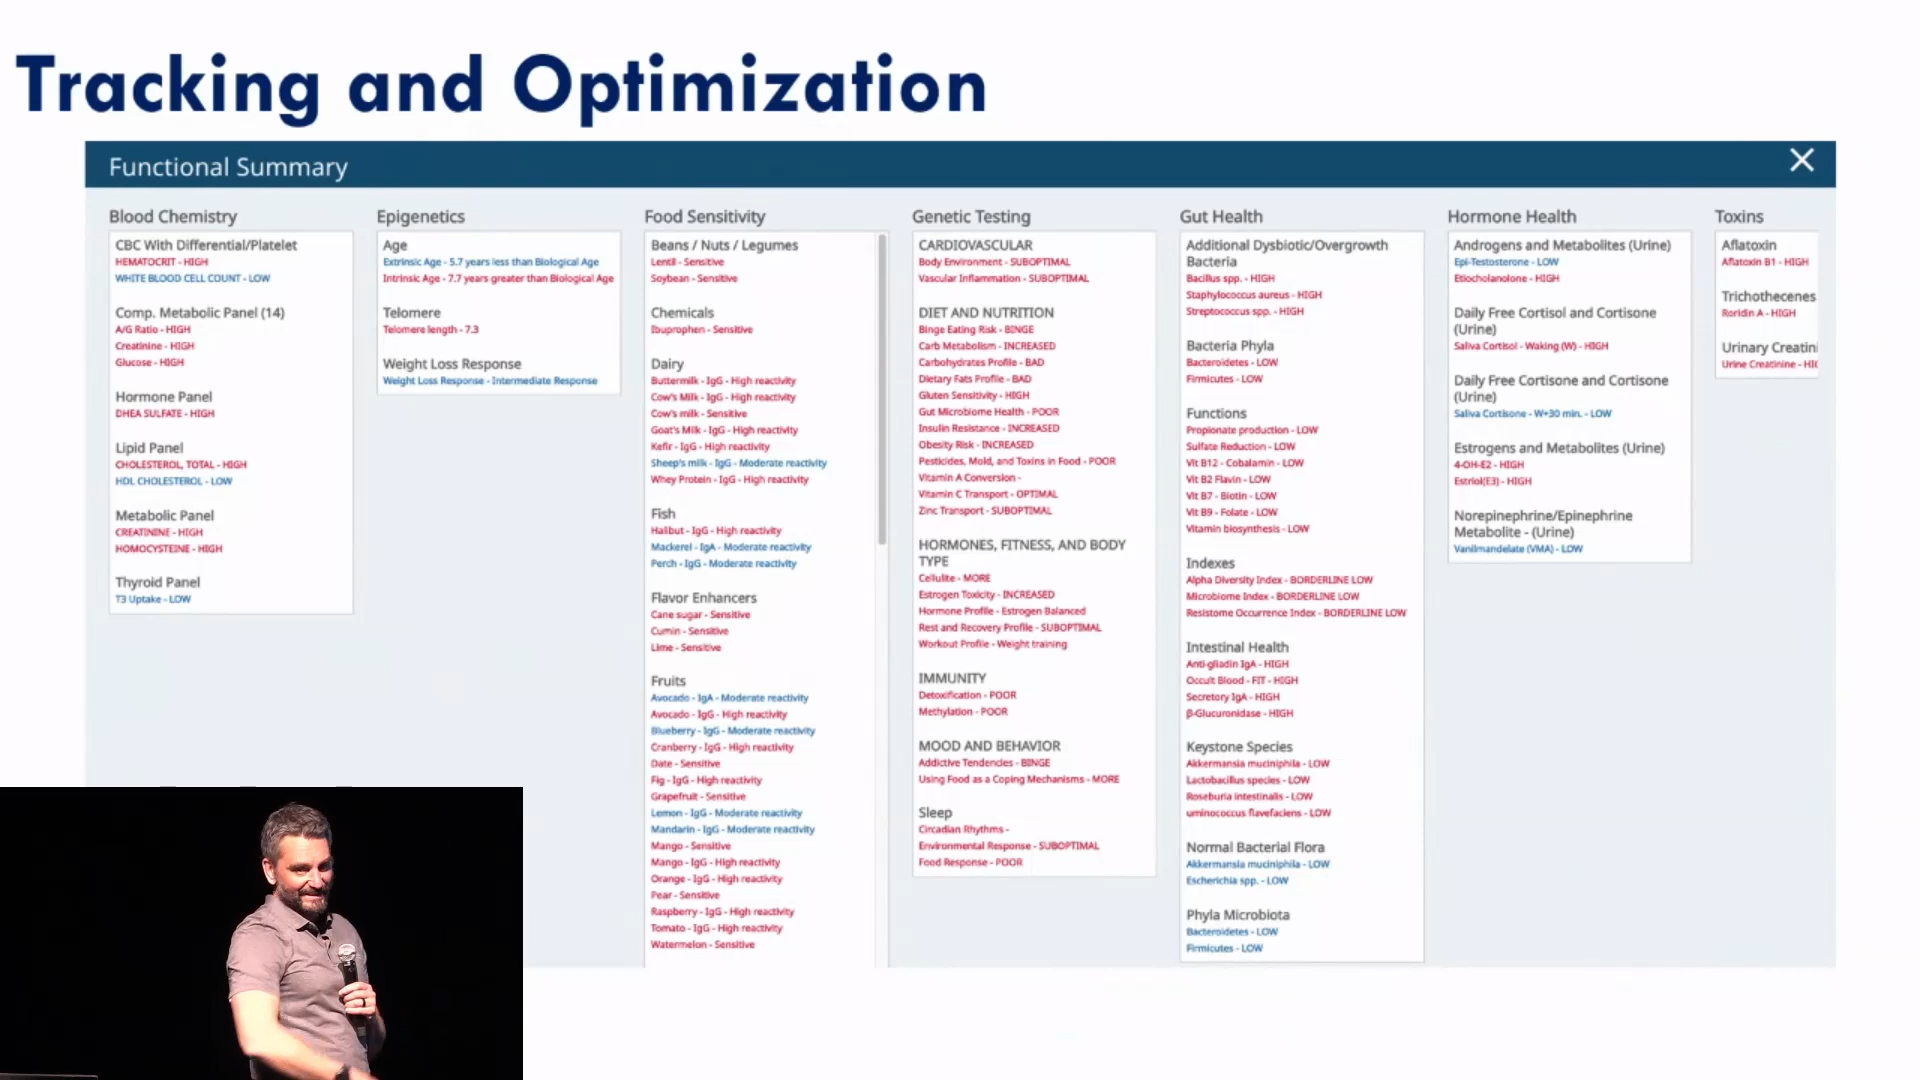 Tracking and Optimization
Functional Summary
Blood Chemistry
CBC With Differential/Platelet
HEMATOCRIT - HIGH
WHITE BLOOD CELL COUNT - LOW
Comp. Metabolic Panel (14)
A/G Ratio - HIGH
Creatinine - HIGH
Glucose - HIGH
Hormone Panel
DHEA SULFATE - HIGH
Lipid Panel
CHOLESTEROL, TOTAL - HIGH
HDL CHOLESTEROL - LOW
Metabolic Panel
CREATININE - HIGH
HOMOCYSTEINE - HIGH
Thyroid Panel
T3 Uptake - LOW
Epigenetics
Age
Extrinsic Age - 5.7 years less than Biological Age
Intrinsic Age - 7.7 years greater than Biological Age
Telomere
Telomere length - 7.3
Weight Loss Response
Weight Loss Response - Intermediate Response
Food Sensitivity
Beans / Nuts / Legumes
Lentil - Sensitive
Soybean - Sensitive
Chemicals
Ibuprophen - Sensitive
Dairy
Buttermilk - IgG - High reactivity
Cow's Milk - IgG - High reactivity
Cow's milk - Sensitive
Goat's Milk - IgG - High reactivity
Kefir - IgG - High reactivity
Sheep's milk - IgG - Moderate reactivity
Whey Protein - IgG - High reactivity
Fish
Halibut - IgG - High reactivity
Mackerel - IgA - Moderate reactivity
Perch - IgG - Moderate reactivity
Flavor Enhancers
Cane sugar - Sensitive
Cumin - Sensitive
Lime - Sensitive
Fruits
Avocado - IgA - Moderate reactivity
Avocado - IgG - High reactivity
Blueberry - IgG - Moderate reactivity
Cranberry - IgG - High reactivity
Date - Sensitive
Fig - IgG - High reactivity
Grapefruit - Sensitive
Lemon - IgG - Moderate reactivity
Mandarin - IgG - Moderate reactivity
Mango - Sensitive
Mango - IgG - High reactivity
Orange - IgG - High reactivity
Pear - Sensitive
Raspberry - IgG - High reactivity
Tomato - IgG - High reactivity
Watermelon - Sensitive
Genetic Testing
CARDIOVASCULAR
Body Environment - SUBOPTIMAL
Vascular Inflammation - SUBOPTIMAL
DIET AND NUTRITION
Binge Eating Risk - BINGE
Carb Metabolism - INCREASED
Carbohydrates Profile - BAD
Dietary Fats Profile - BAD
Gluten Sensitivity - HIGH
Gut Microbiome Health - POOR
Insulin Resistance - INCREASED
Obesity Risk - INCREASED
Pesticides, Mold, and Toxins in Food - POOR
Vitamin A Conversion -
Vitamin C Transport - OPTIMAL
Zinc Transport - SUBOPTIMAL
HORMONES, FITNESS, AND BODY
TYPE
Cellulite - MORE
Estrogen Toxicity - INCREASED
Hormone Profile - Estrogen Balanced
Rest and Recovery Profile - SUBOPTIMAL
Workout Profile - Weight training
IMMUNITY
Detoxification - POOR
Methylation - POOR
MOOD AND BEHAVIOR
Addictive Tendencies - BINGE
Using Food as a Coping Mechanisms - MORE
Sleep
Circadian Rhythms -
Environmental Response - SUBOPTIMAL
Food Response - POOR
Gut Health
Additional Dysbiotic/Overgrowth
Bacteria
Bacillus spp. - HIGH
Staphylococcus aureus - HIGH
Streptococcus spp. - HIGH
Bacteria Phyla
Bacteroidetes - LOW
Firmicutes - LOW
Functions
Propionate production - LOW
Sulfate Reduction - LOW
Vit B12 - Cobalamin - LOW
Vit B2 Flavin - LOW
Vit B7 - Biotin - LOW
Vit B9 - Folate - LOW
Vitamin biosynthesis - LOW
Indexes
Alpha Diversity Index - BORDERLINE LOW
Microbiome Index - BORDERLINE LOW
Resistome Occurrence Index - BORDERLINE LOW
Intestinal Health
Anti-gliadin IgA - HIGH
Occult Blood - FIT - HIGH
Secretory IgA - HIGH
β-Glucuronidase - HIGH
Keystone Species
Akkermansia muciniphila - LOW
Lactobacillus species - LOW
Roseburia intestinalis - LOW
uminococcus flavefaciens - LOW
Normal Bacterial Flora
Akkermansia muciniphila - LOW
Escherichia spp. - LOW
Phyla Microbiota
Bacteroidetes - LOW
Firmicutes - LOW
Hormone Health
Androgens and Metabolites (Urine)
Epi-Testosterone - LOW
Etiocholanolone - HIGH
Daily Free Cortisol and Cortisone
(Urine)
Saliva Cortisol - Waking (W) - HIGH
Daily Free Cortisone and Cortisone
(Urine)
Saliva Cortisone - W+30 min. - LOW
Estrogens and Metabolites (Urine)
4-OH-E2 - HIGH
Estriol(E3) - HIGH
Norepinephrine/Epinephrine
Metabolite - (Urine)
Vanilmandelate (VMA) - LOW
Toxins
Aflatoxin
Aflatoxin B1 - HIGH
Trichothecenes
Roridin A - HIGH
Urinary Creatini
Urine Creatinine - HIG